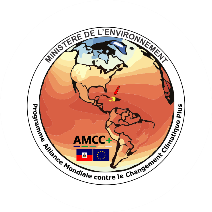 MINISTERE DE L'ENVIRONNEMENT
AMCC+
Programme Alliance Mondiale contre le Changement Climatique Plus